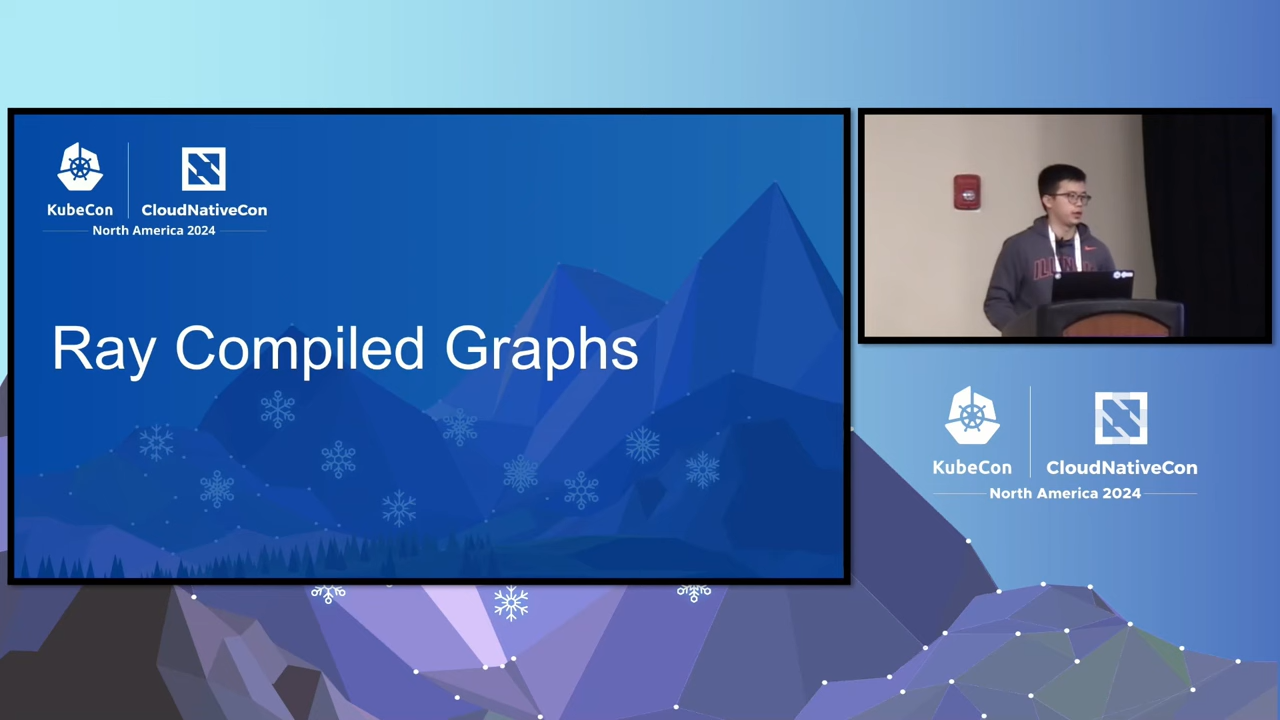 KubeCon
CloudNativeCon
North America 2024
Ray Compiled Graphs
KubeCon
CloudNativeCon
North America 2024